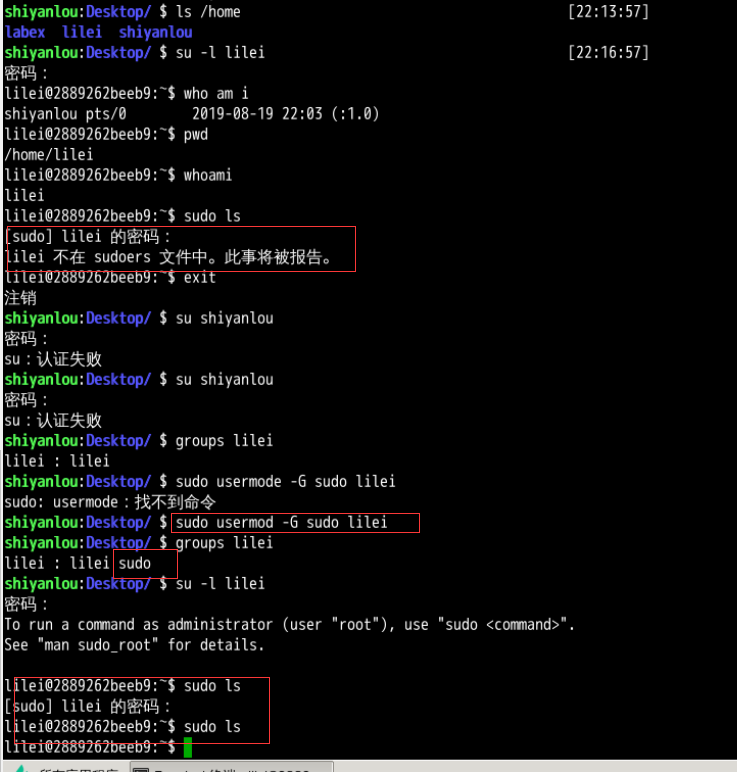 shiyanlou:Desktop/ $ ls /home [22:13:57]
labex lilei shiyanlou
shiyanlou:Desktop/ $ su -l lilei [22:16:57]
密码：
lilei@2889262beeb9:~$ who am i
shiyanlou pts/0 2019-08-19 22:03 (:1.0)
lilei@2889262beeb9:~$ pwd
/home/lilei
lilei@2889262beeb9:~$ whoami
lilei
lilei@2889262beeb9:~$ sudo ls
[sudo] lilei 的密码：
lilei 不在 sudoers 文件中。此事将被报告。
lilei@2889262beeb9:~$ exit
注销
shiyanlou:Desktop/ $ su shiyanlou
密码：
su：认证失败
shiyanlou:Desktop/ $ su shiyanlou
密码：
su：认证失败
shiyanlou:Desktop/ $ groups lilei
lilei : lilei
shiyanlou:Desktop/ $ sudo usermode -G sudo lilei
sudo: usermode：找不到命令
shiyanlou:Desktop/ $ sudo usermod -G sudo lilei
shiyanlou:Desktop/ $ groups lilei
lilei : lilei sudo
shiyanlou:Desktop/ $ su -l lilei
密码：
To run a command as administrator (user "root"), use "sudo <command>".
See "man sudo_root" for details.
lilei@2889262beeb9:~$ sudo ls
[sudo] lilei 的密码：
lilei@2889262beeb9:~$ sudo ls
lilei@2889262beeb9:~$